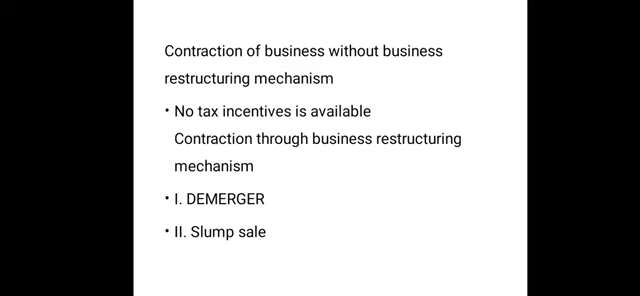 Contraction of business without business
restructuring mechanism
• No tax incentives is available
Contraction through business restructuring
mechanism
• I. DEMERGER
• II. Slump sale